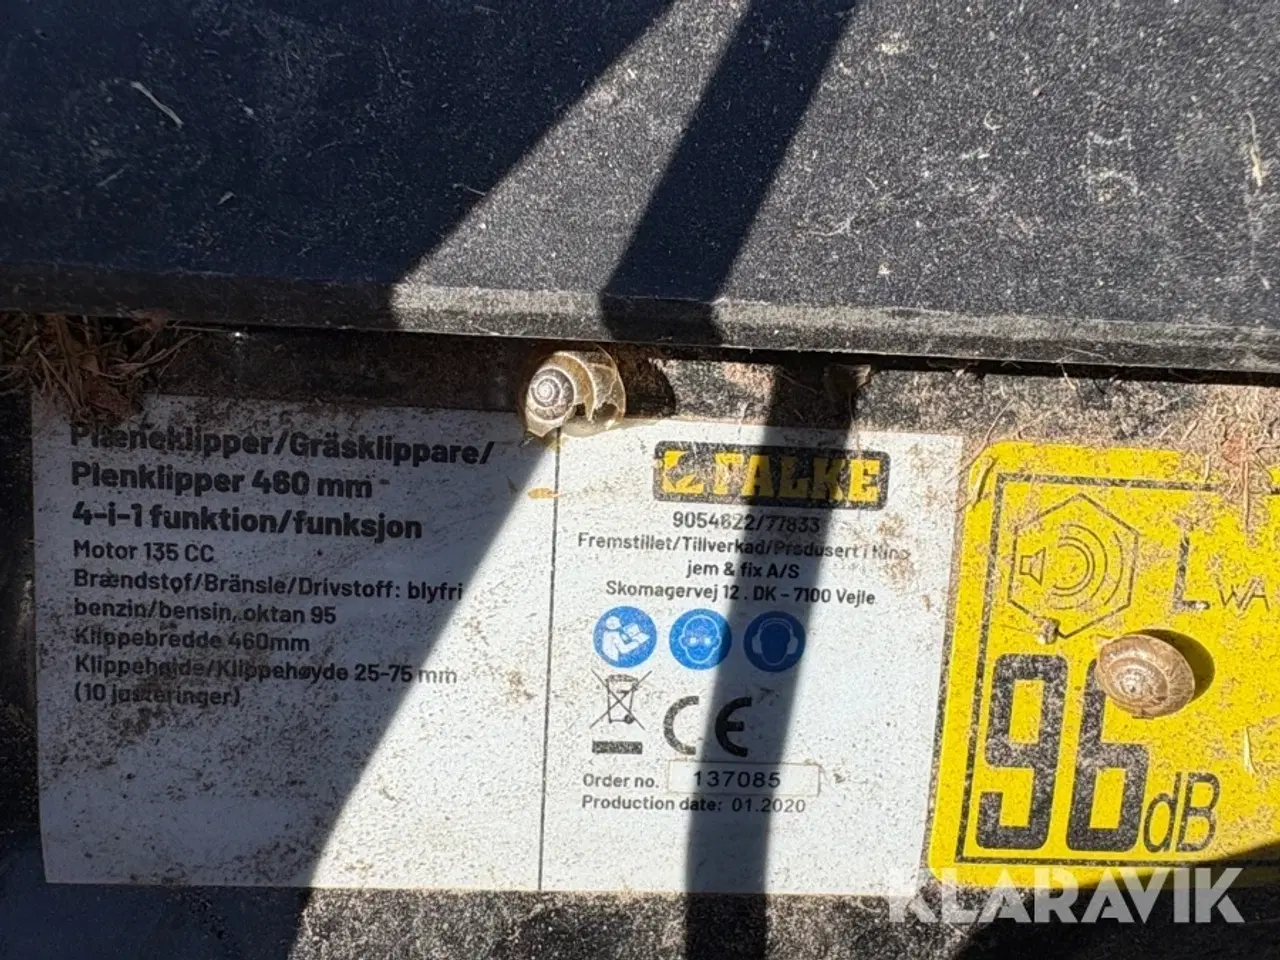 Plæneklipper/Gräsklippare/
Plenklipper 460 mm
4-i-1 funktion/funksjon
Motor 135 CC
Brændstof/Bränsle/Drivstoff: blyfri
benzin/bensin, oktan 95
Klippebredde 460mm
Klippehøjde/Klippehøyde 25-75 mm
(10 justeringer)
FALKE
9054622/77833
Fremstillet/Tillverkad/Produsert i Kina
jem & fix A/S
Skomagervej 12 . DK - 7100 Vejle
CE
Order no. 137085
Production date: 01.2020
LWA
96dB
KLARAVIK